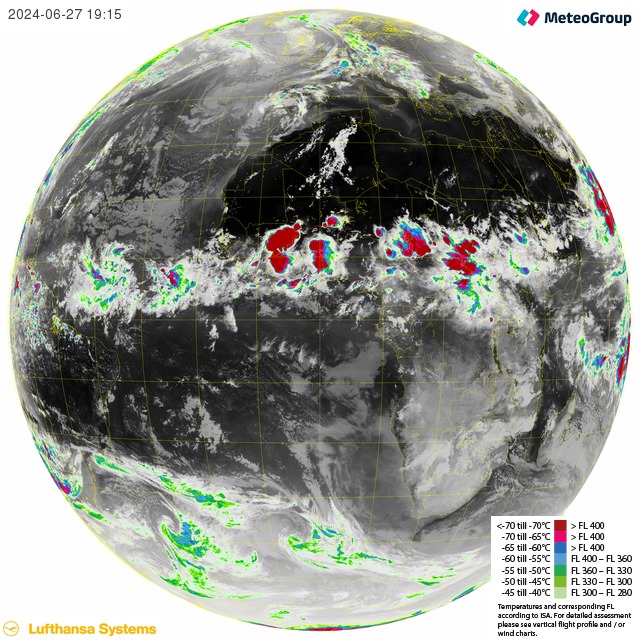 2024-06-27 19:15
MeteoGroup
<-70 till -70°C > FL 400
-70 till -65°C > FL 400
-65 till -60°C > FL 400
-60 till -55°C FL 400 – FL 360
-55 till -50°C FL 360 – FL 330
-50 till -45°C FL 330 – FL 300
-45 till -40°C FL 300 – FL 280
Temperatures and corresponding FL
according to ISA. For detailed assessment
please see vertical flight profile and / or
wind charts.
Lufthansa Systems